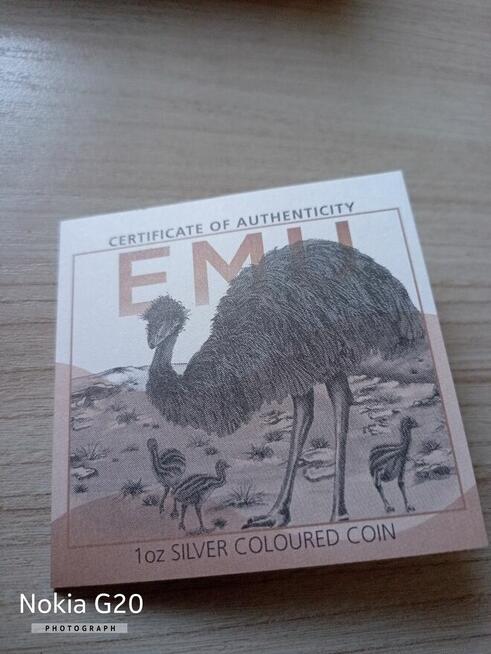 CERTIFICATE OF AUTHENTICITY
EMU
1oz SILVER COLOURED COIN
Nokia G20
PHOTOGRAPH